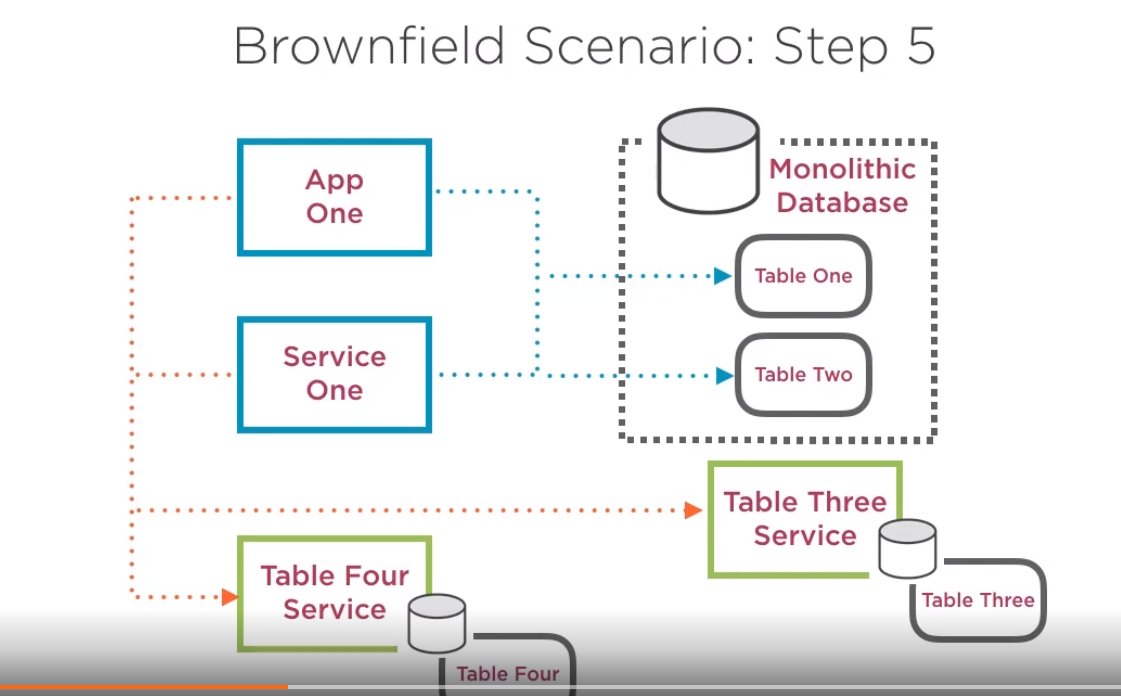 Brownfield Scenario: Step 5
App
One
Monolithic
Database
Table One
Service
One
Table Two
Table Three
Service
Table Four
Service
Table Three
Table Four